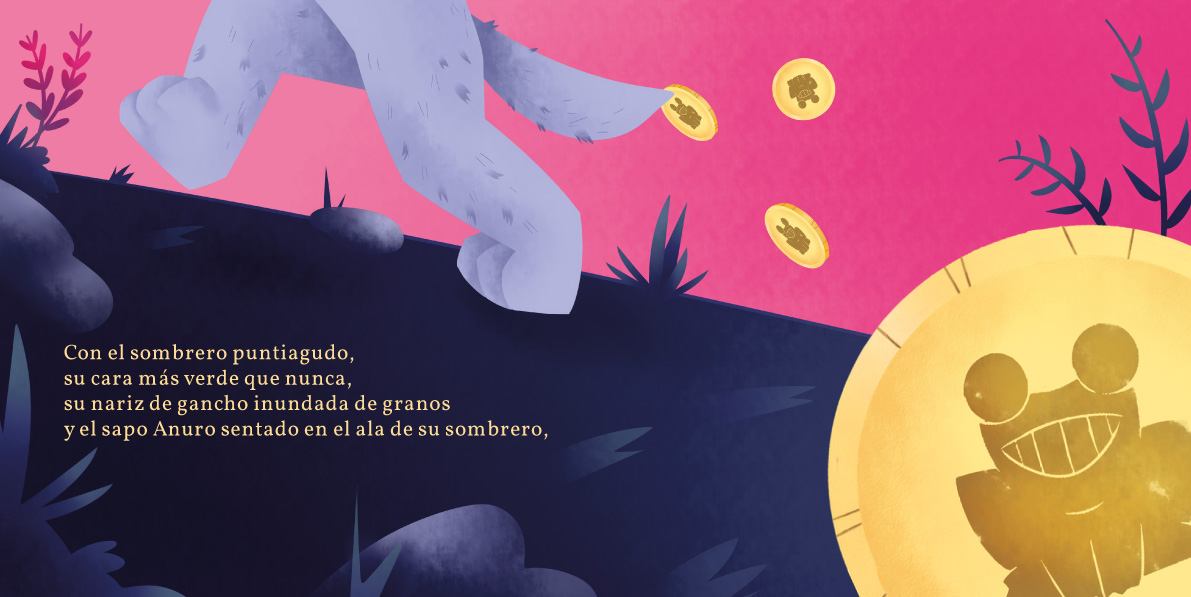 Con el sombrero puntiagudo,
su cara más verde que nunca,
su nariz de gancho inundada de granos
y el sapo Anuro sentado en el ala de su sombrero,